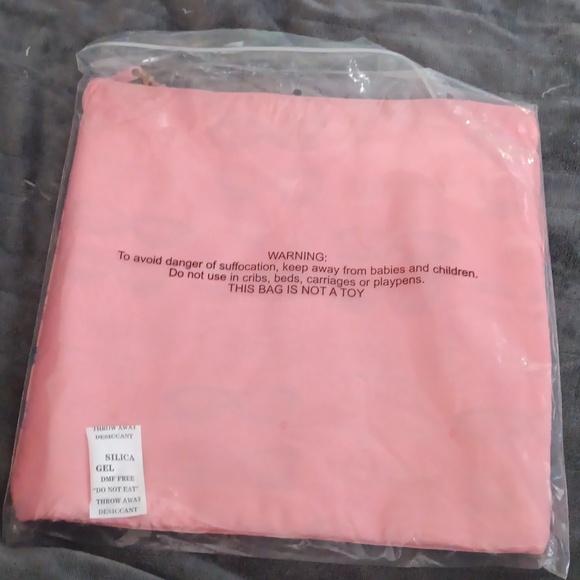 WARNING:
To avoid danger of suffocation, keep away from babies and children.
Do not use in cribs, beds, carriages or playpens.
THIS BAG IS NOT A TOY
THROW AWAY
DESICCANT
SILICA
GEL
DMF FREE
"DO NOT EAT"
THROW AWAY
DESICCANT